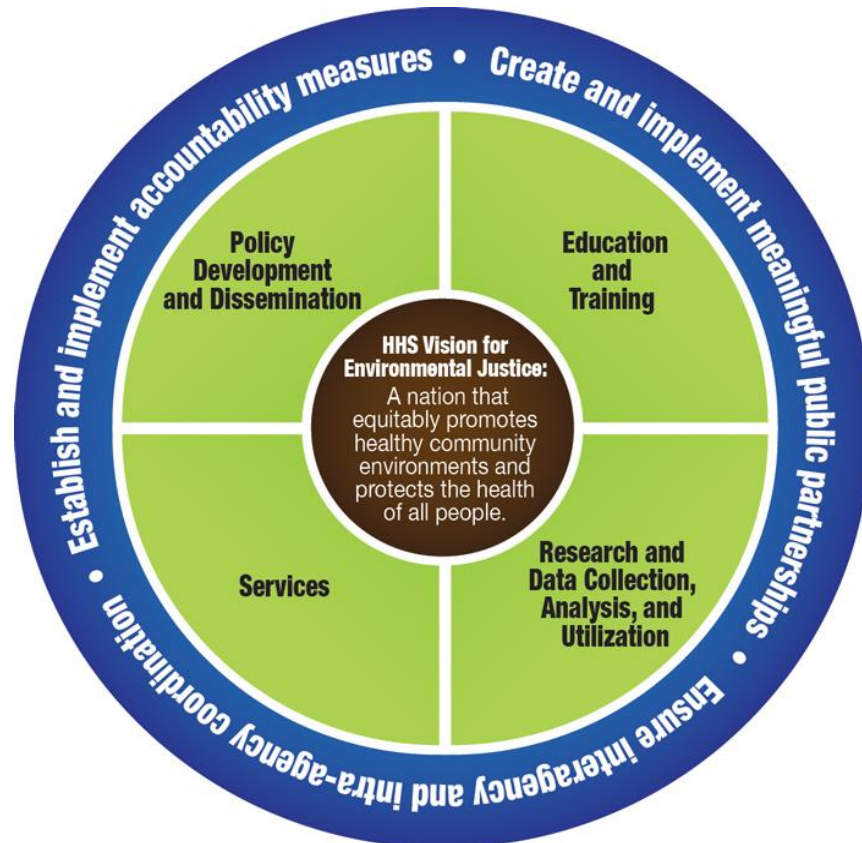 Establish and implement accountability measures • Create and implement meaningful public partnerships • Ensure interagency and intra-agency coordination •
Policy
Development
and Dissemination
Education
and
Training
HHS Vision for
Environmental Justice:
A nation that
equitably promotes
healthy community
environments and
protects the health
of all people.
Services
Research and
Data Collection,
Analysis, and
Utilization